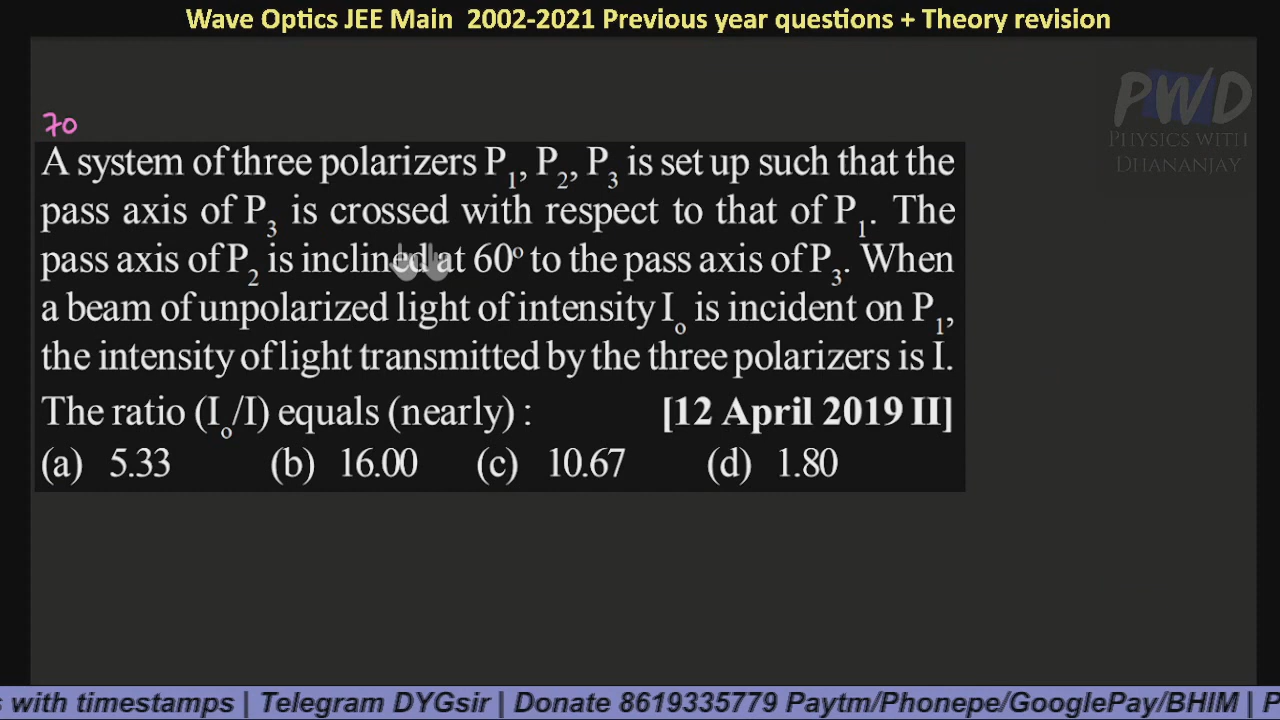 Wave Optics JEE Main 2002-2021 Previous year questions + Theory revision
PWD
PHYSICS WITH
DHANANJAY
70
A system of three polarizers P₁, P₂, P₃ is set up such that the
pass axis of P₃ is crossed with respect to that of P₁. The
pass axis of P₂ is inclined at 60° to the pass axis of P₃. When
a beam of unpolarized light of intensity Iₒ is incident on P₁,
the intensity of light transmitted by the three polarizers is I.
The ratio (Iₒ/I) equals (nearly) : [12 April 2019 II]
(a) 5.33 (b) 16.00 (c) 10.67 (d) 1.80
s with timestamps | Telegram DYGsir | Donate 8619335779 Paytm/Phonepe/GooglePay/BHIM | P